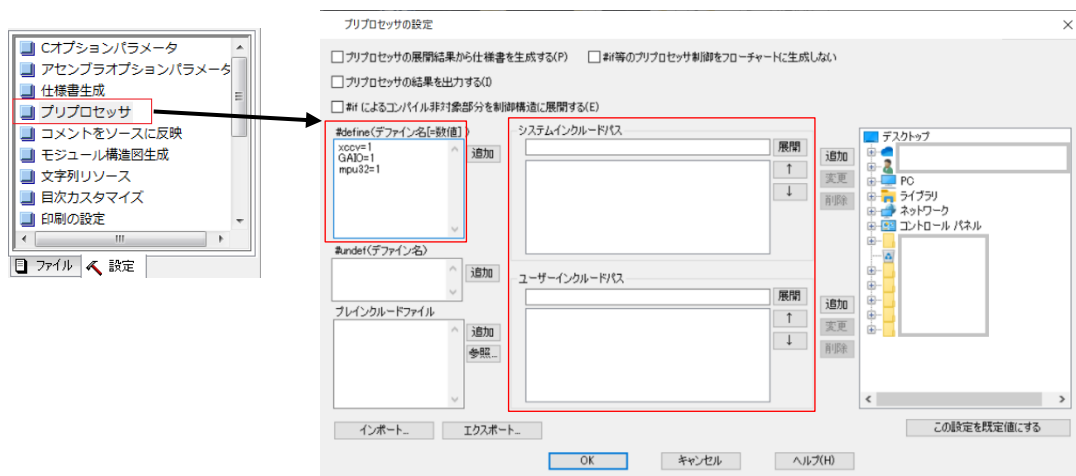 Cオプションパラメータ
アセンブラオプションパラメータ
仕様書生成
プリプロセッサ
コメントをソースに反映
モジュール構造図生成
文字列リソース
目次カスタマイズ
印刷の設定
ファイル
設定
プリプロセッサの設定
プリプロセッサの展開結果から仕様書を生成する(P)
#if等のプリプロセッサ制御をフローチャートに生成しない
プリプロセッサの結果を出力する(I)
#if によるコンパイル非対象部分を制御構造に展開する(E)
#define(デファイン名[=数値])
xccv=1
GAIO=1
mpu32=1
追加
#undef(デファイン名)
追加
プレインクルードファイル
追加
参照...
システムインクルードパス
展開
↑
↓
追加
変更
削除
ユーザーインクルードパス
展開
↑
↓
追加
変更
削除
デスクトップ
PC
ライブラリ
ネットワーク
コントロール パネル
インポート...
エクスポート...
この設定を既定値にする
OK
キャンセル
ヘルプ(H)